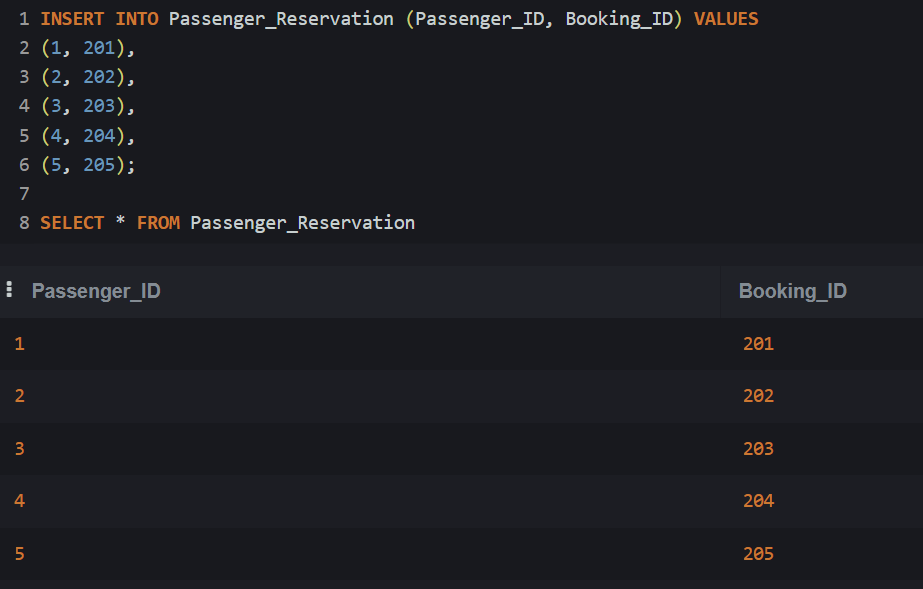 1 INSERT INTO Passenger_Reservation (Passenger_ID, Booking_ID) VALUES
2 (1, 201),
3 (2, 202),
4 (3, 203),
5 (4, 204),
6 (5, 205);
7
8 SELECT * FROM Passenger_Reservation
Passenger_ID Booking_ID
1 201
2 202
3 203
4 204
5 205